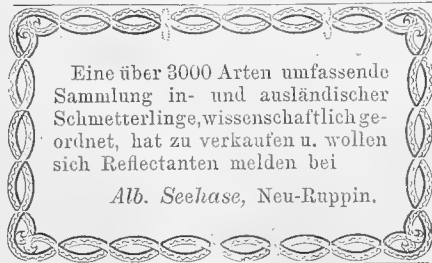 Eine über 3000 Arten umfassende
Sammlung in- und ausländischer
Schmetterlinge, wissenschaftlich ge-
ordnet, hat zu verkaufen u. wollen
sich Reflectanten melden bei
Alb. Seehase, Neu-Ruppin.